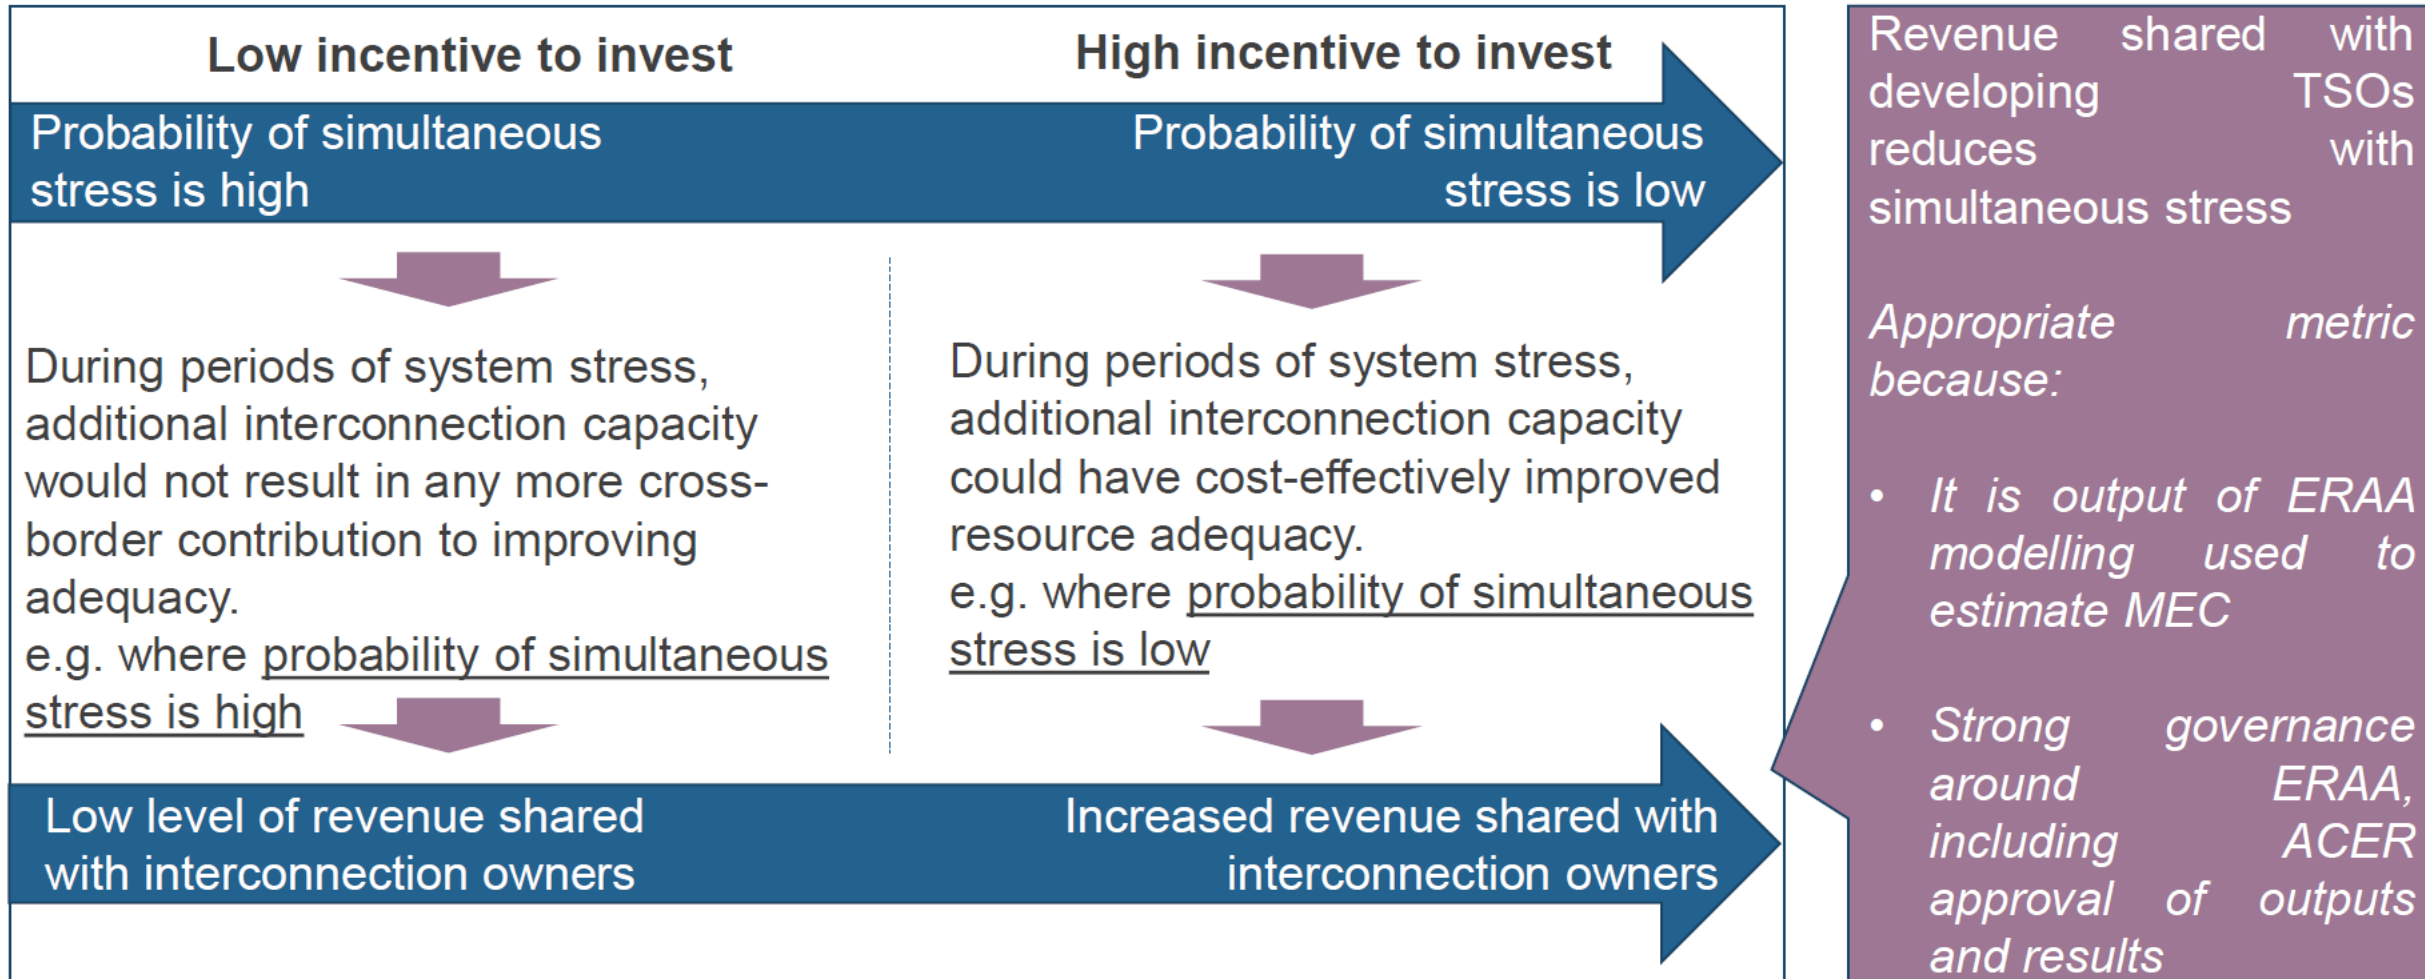 Low incentive to invest
High incentive to invest
Probability of simultaneous
stress is high
Probability of simultaneous
stress is low
During periods of system stress,
additional interconnection capacity
would not result in any more cross-
border contribution to improving
adequacy.
e.g. where probability of simultaneous
stress is high
During periods of system stress,
additional interconnection capacity
could have cost-effectively improved
resource adequacy.
e.g. where probability of simultaneous
stress is low
Low level of revenue shared
with interconnection owners
Increased revenue shared with
interconnection owners
Revenue shared with
developing TSOs
reduces with
simultaneous stress
Appropriate metric
because:
• It is output of ERAA
modelling used to
estimate MEC
• Strong governance
around ERAA,
including ACER
approval of outputs
and results